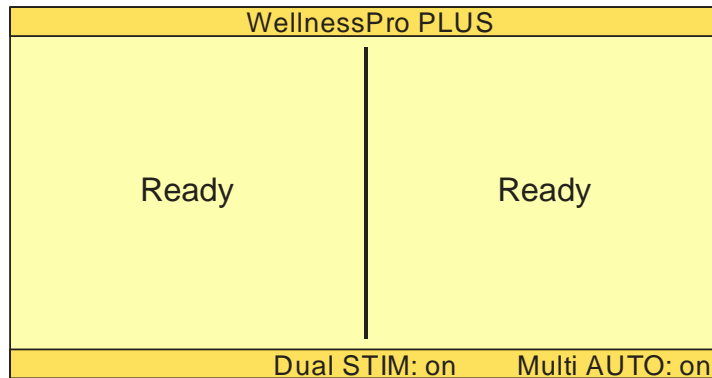 WellnessPro PLUS
Ready Ready
Dual STIM: on Multi AUTO: on